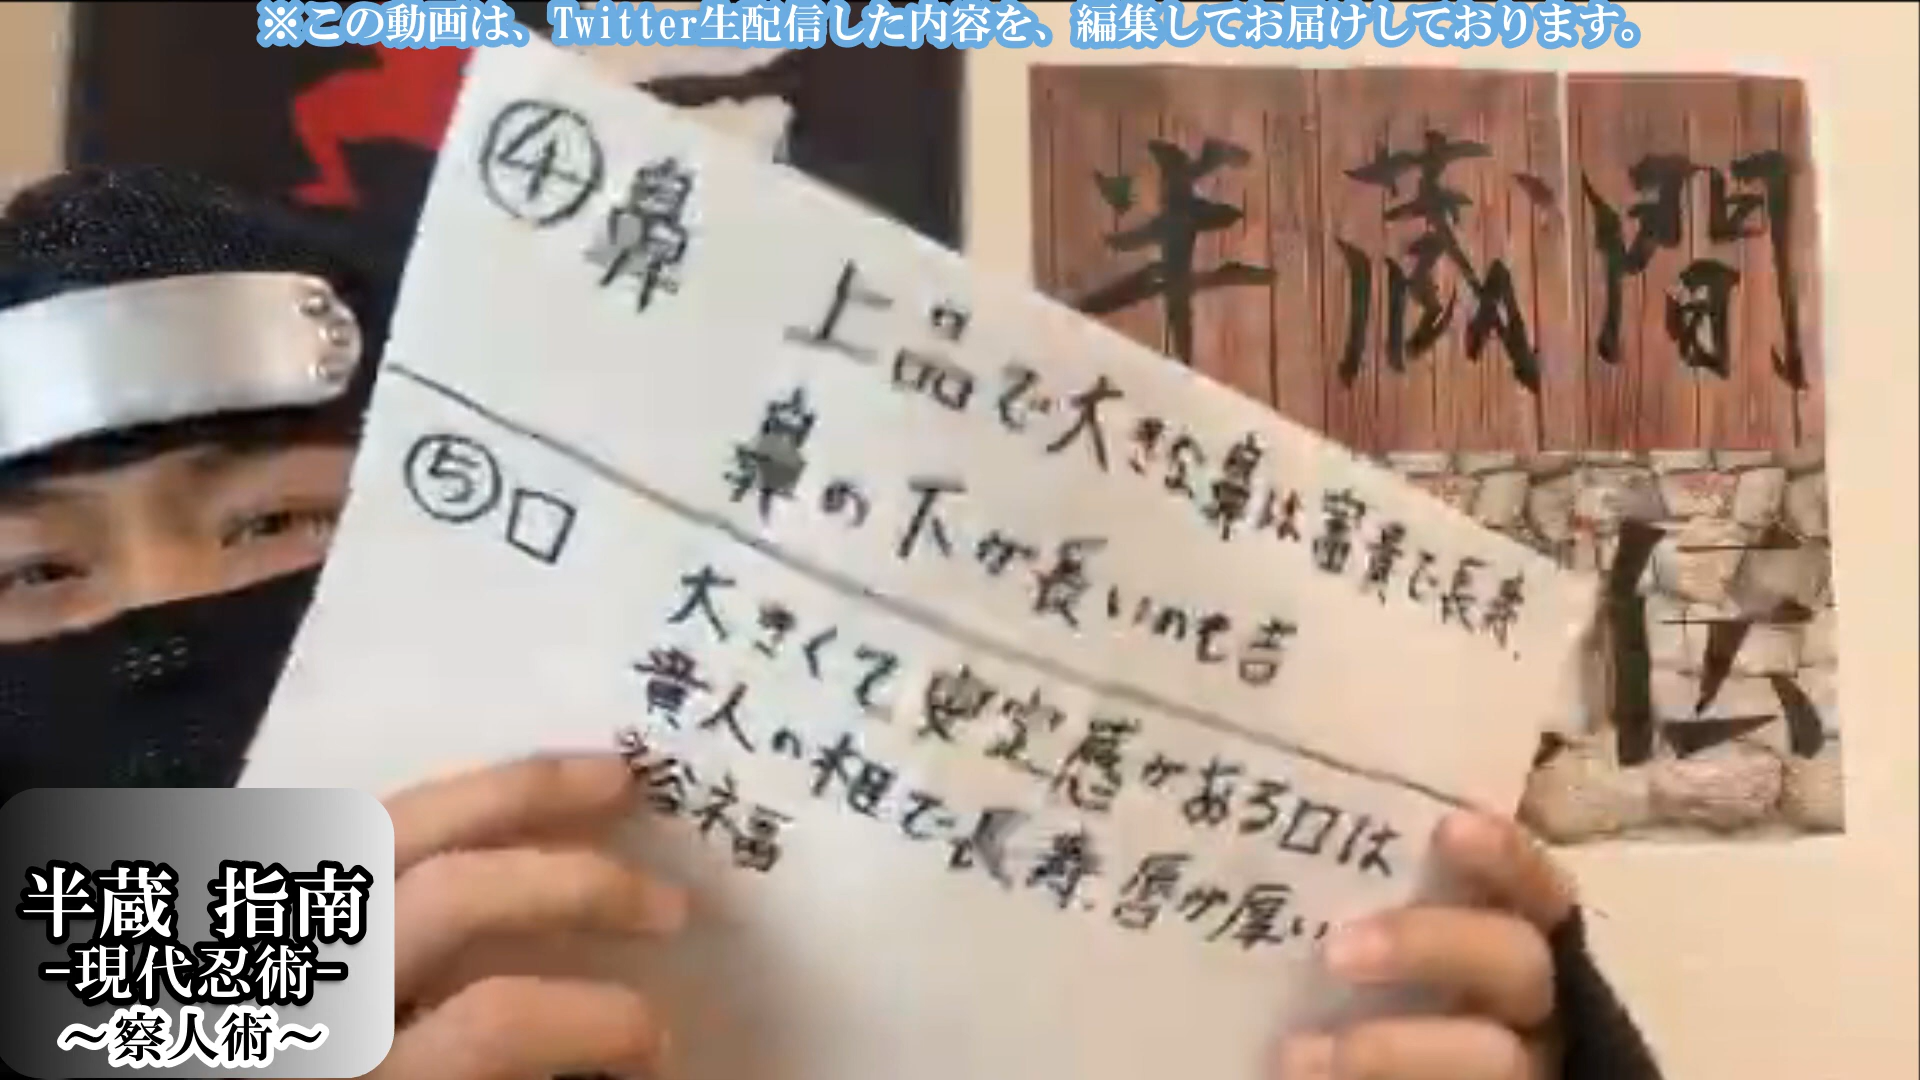 ※この動画は、Twitter生配信した内容を、編集してお届けしております。
半蔵門
伝
④鼻
上品で大きな鼻は富貴で長寿、
鼻の下が長いのも吉
⑤口
大きくて安定感がある口は
貴人の相で長寿、唇が厚い
半蔵 指南
-現代忍術-
～察人術～